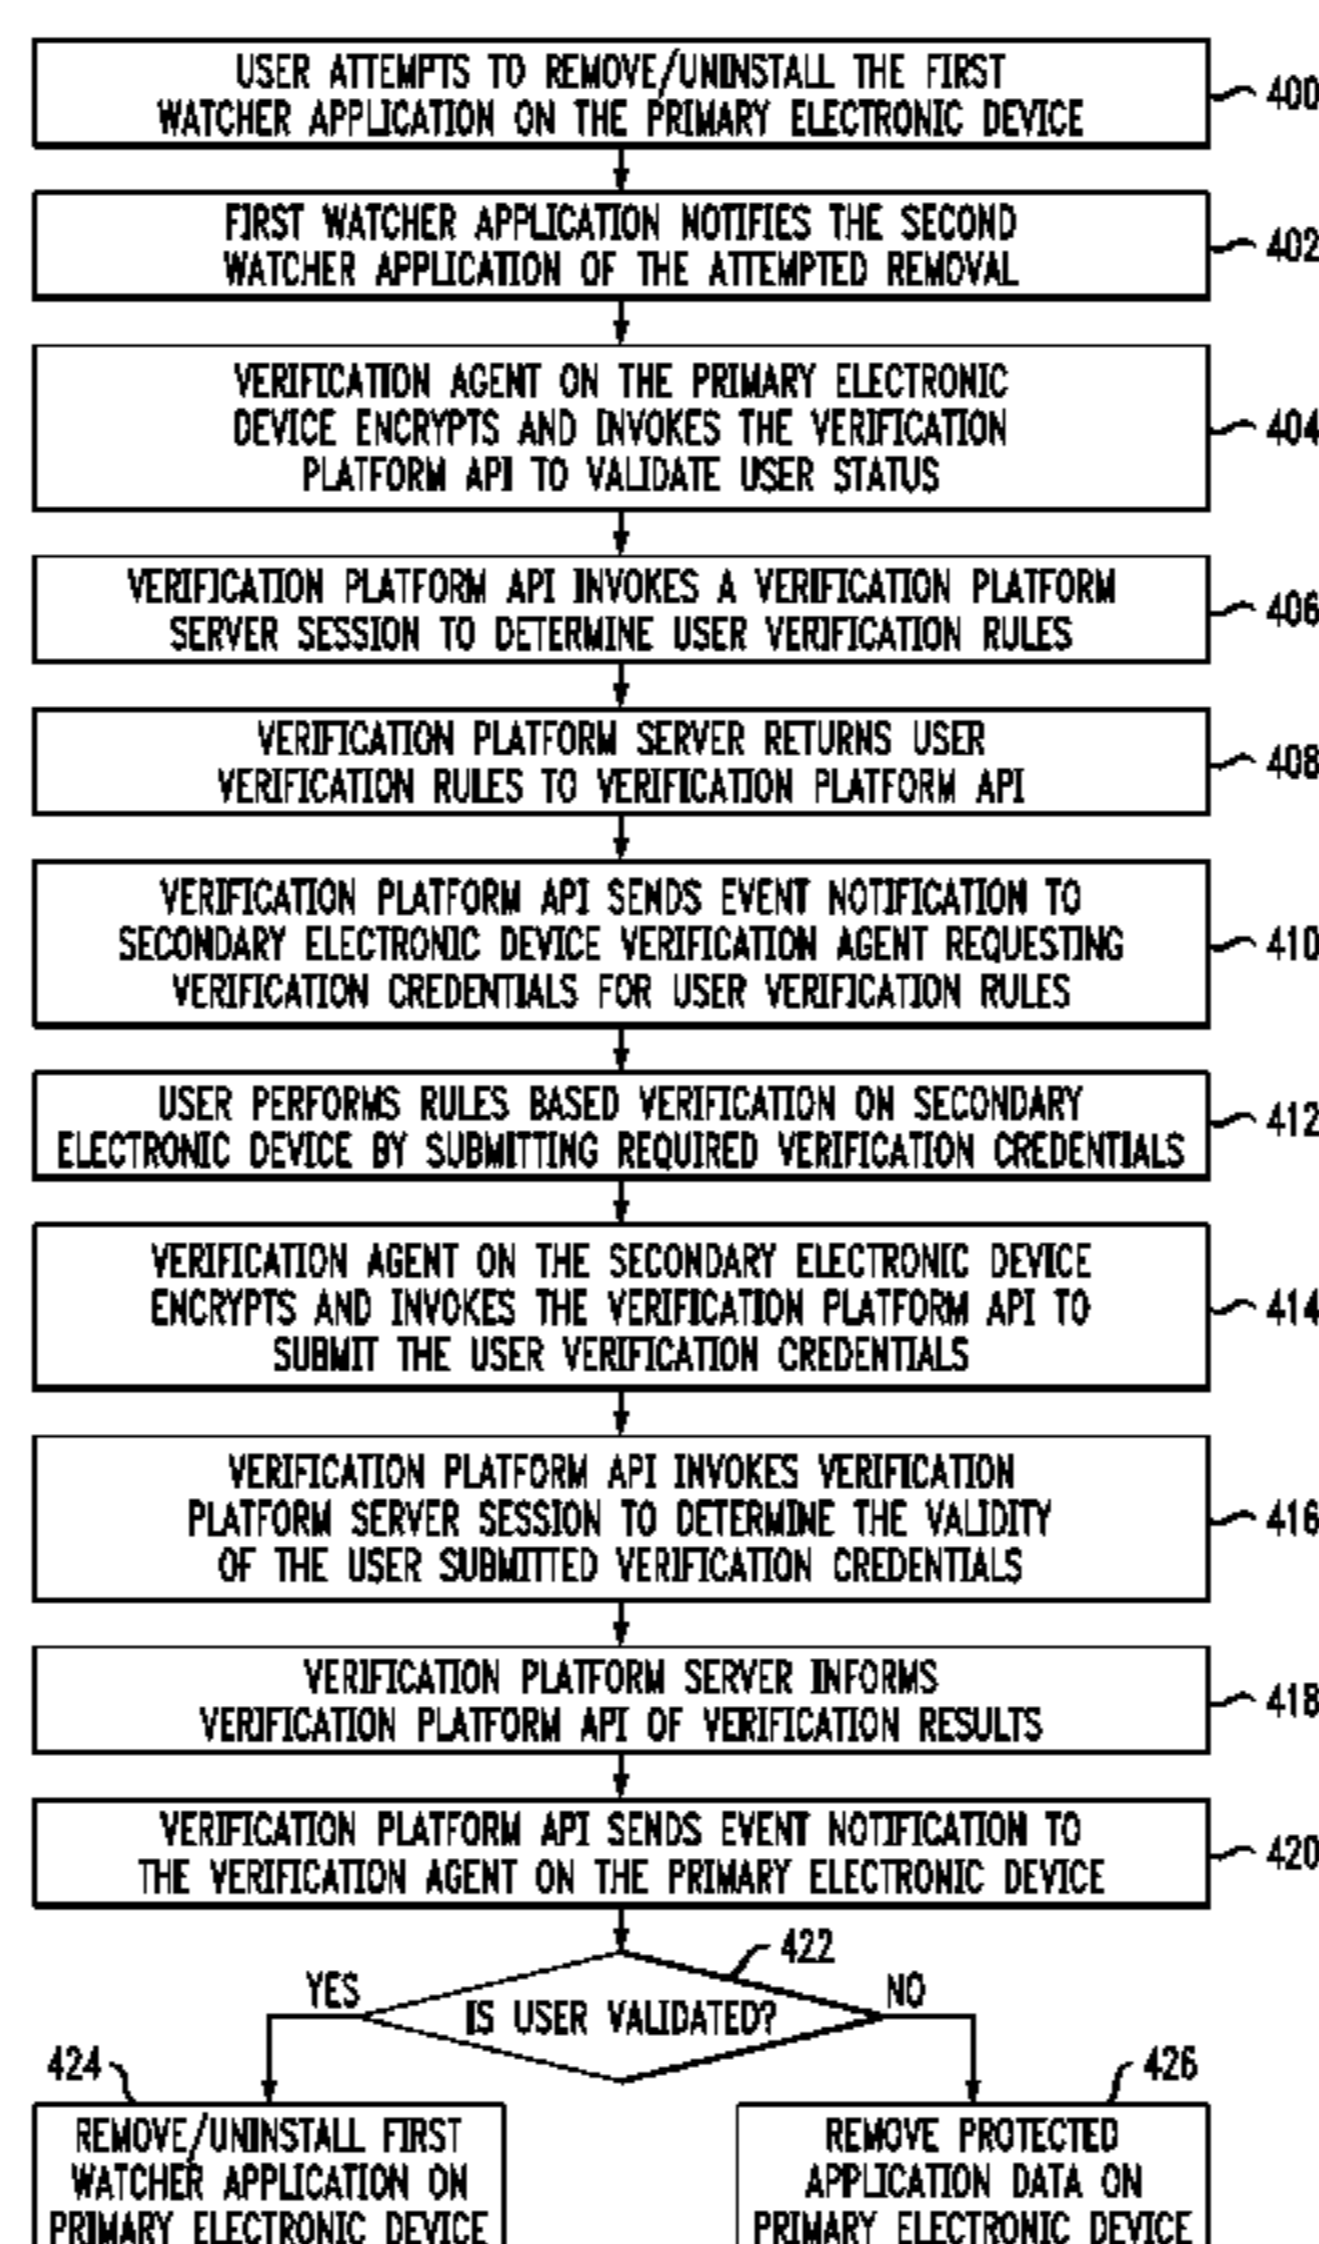 USER ATTEMPTS TO REMOVE/UNINSTALL THE FIRST
WATCHER APPLICATION ON THE PRIMARY ELECTRONIC DEVICE
400
FIRST WATCHER APPLICATION NOTIFIES THE SECOND
WATCHER APPLICATION OF THE ATTEMPTED REMOVAL
402
VERIFICATION AGENT ON THE PRIMARY ELECTRONIC
DEVICE ENCRYPTS AND INVOKES THE VERIFICATION
PLATFORM API TO VALIDATE USER STATUS
404
VERIFICATION PLATFORM API INVOKES A VERIFICATION PLATFORM
SERVER SESSION TO DETERMINE USER VERIFICATION RULES
406
VERIFICATION PLATFORM SERVER RETURNS USER
VERIFICATION RULES TO VERIFICATION PLATFORM API
408
VERIFICATION PLATFORM API SENDS EVENT NOTIFICATION TO
SECONDARY ELECTRONIC DEVICE VERIFICATION AGENT REQUESTING
VERIFICATION CREDENTIALS FOR USER VERIFICATION RULES
410
USER PERFORMS RULES BASED VERIFICATION ON SECONDARY
ELECTRONIC DEVICE BY SUBMITTING REQUIRED VERIFICATION CREDENTIALS
412
VERIFICATION AGENT ON THE SECONDARY ELECTRONIC DEVICE
ENCRYPTS AND INVOKES THE VERIFICATION PLATFORM API TO
SUBMIT THE USER VERIFICATION CREDENTIALS
414
VERIFICATION PLATFORM API INVOKES VERIFICATION
PLATFORM SERVER SESSION TO DETERMINE THE VALIDITY
OF THE USER SUBMITTED VERIFICATION CREDENTIALS
416
VERIFICATION PLATFORM SERVER INFORMS
VERIFICATION PLATFORM API OF VERIFICATION RESULTS
418
VERIFICATION PLATFORM API SENDS EVENT NOTIFICATION TO
THE VERIFICATION AGENT ON THE PRIMARY ELECTRONIC DEVICE
420
422
YES
NO
IS USER VALIDATED?
424
REMOVE/UNINSTALL FIRST
WATCHER APPLICATION ON
PRIMARY ELECTRONIC DEVICE
426
REMOVE PROTECTED
APPLICATION DATA ON
PRIMARY ELECTRONIC DEVICE